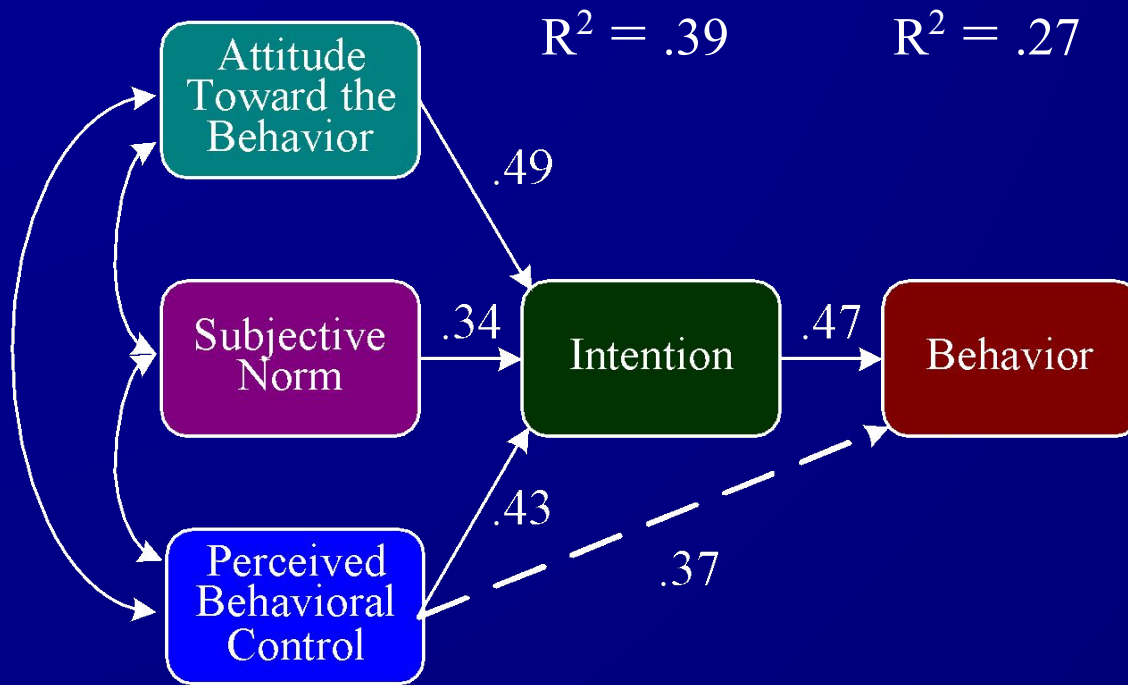 R² = .39
R² = .27
Attitude
Toward the
Behavior
.49
Subjective
Norm
.34
Intention
.47
Behavior
.43
.37
Perceived
Behavioral
Control